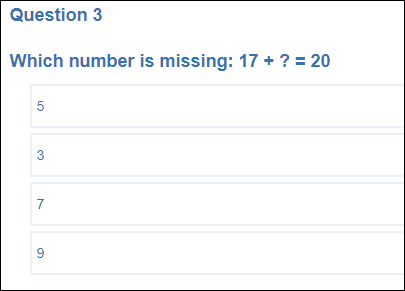 Question 3
Which number is missing: 17 + ? = 20
5
3
7
9